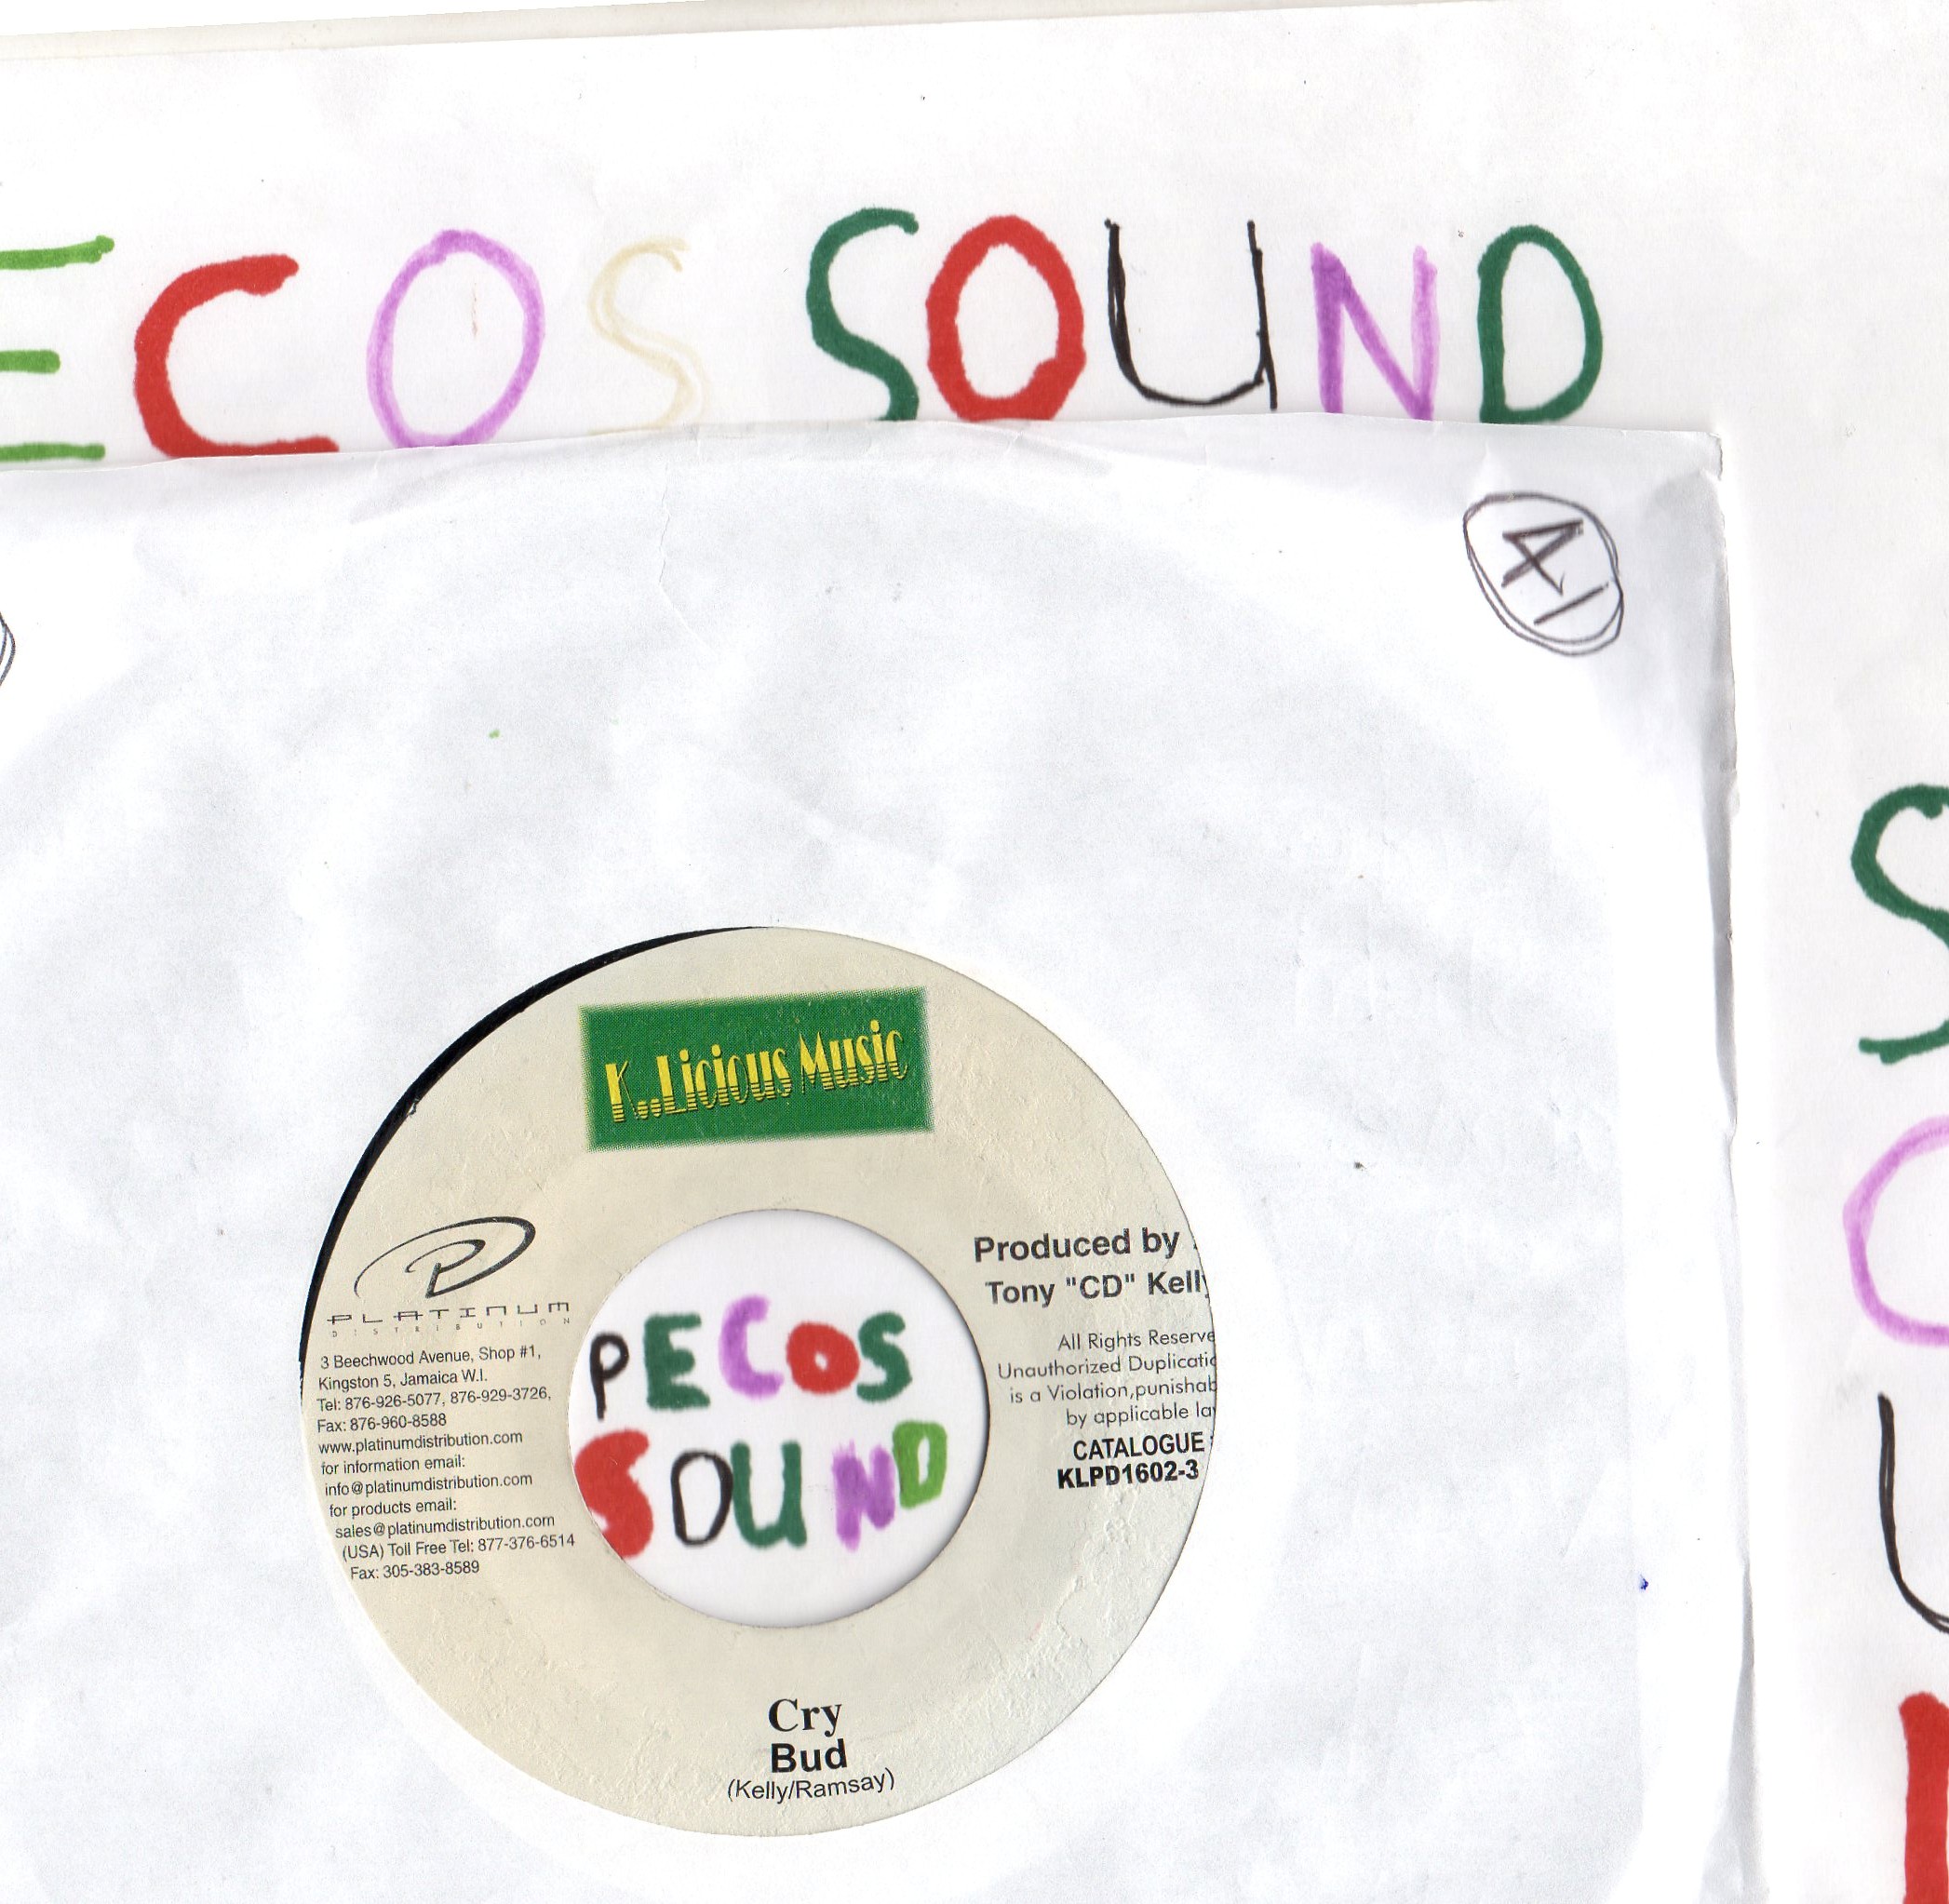 ECOS SOUND
41
K..Licious Music
PLATINUM
DISTRIBUTION
3 Beechwood Avenue, Shop #1,
Kingston 5, Jamaica W.I.
Tel: 876-926-5077, 876-929-3726,
Fax: 876-960-8588
www.platinumdistribution.com
for information email:
info@platinumdistribution.com
for products email:
sales@platinumdistribution.com
(USA) Toll Free Tel: 877-376-6514
Fax: 305-383-8589
PECOS
SOUND
Produced by
Tony "CD" Kelly
All Rights Reserve
Unauthorized Duplicatio
is a Violation,punishab
by applicable la
CATALOGUE
KLPD1602-3
Cry
Bud
(Kelly/Ramsay)
S
O
U